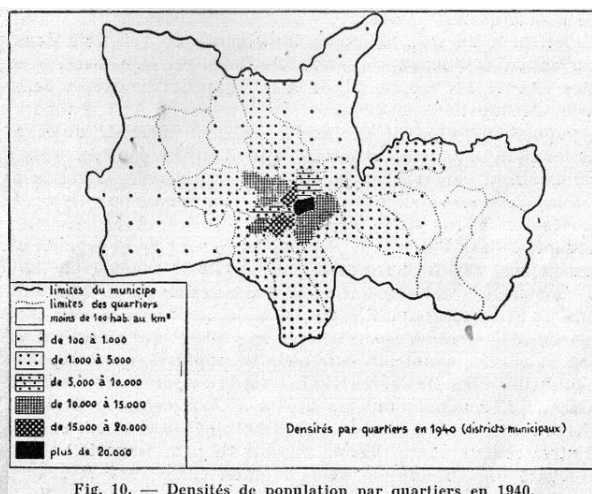 limites du municipe
limites des quartiers
moins de 100 hab. au km²
de 100 à 1.000
de 1.000 à 5.000
de 5,000 à 10.000
de 10.000 à 15.000
de 15.000 à 20.000
plus de 20.000
Densités par quartiers en 1940 (districts municipaux)
Fig. 10. — Densités de population par quartiers en 1940